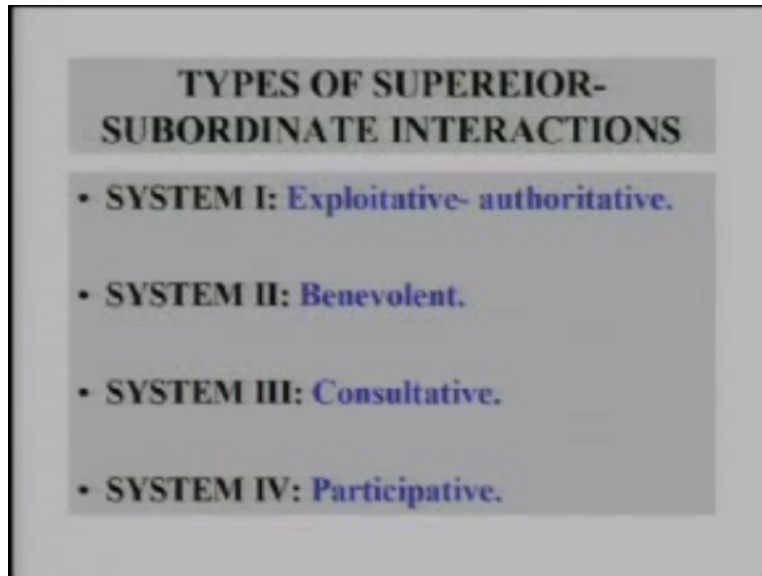 TYPES OF SUPEREIOR-
SUBORDINATE INTERACTIONS
• SYSTEM I: Exploitative- authoritative.
• SYSTEM II: Benevolent.
• SYSTEM III: Consultative.
• SYSTEM IV: Participative.